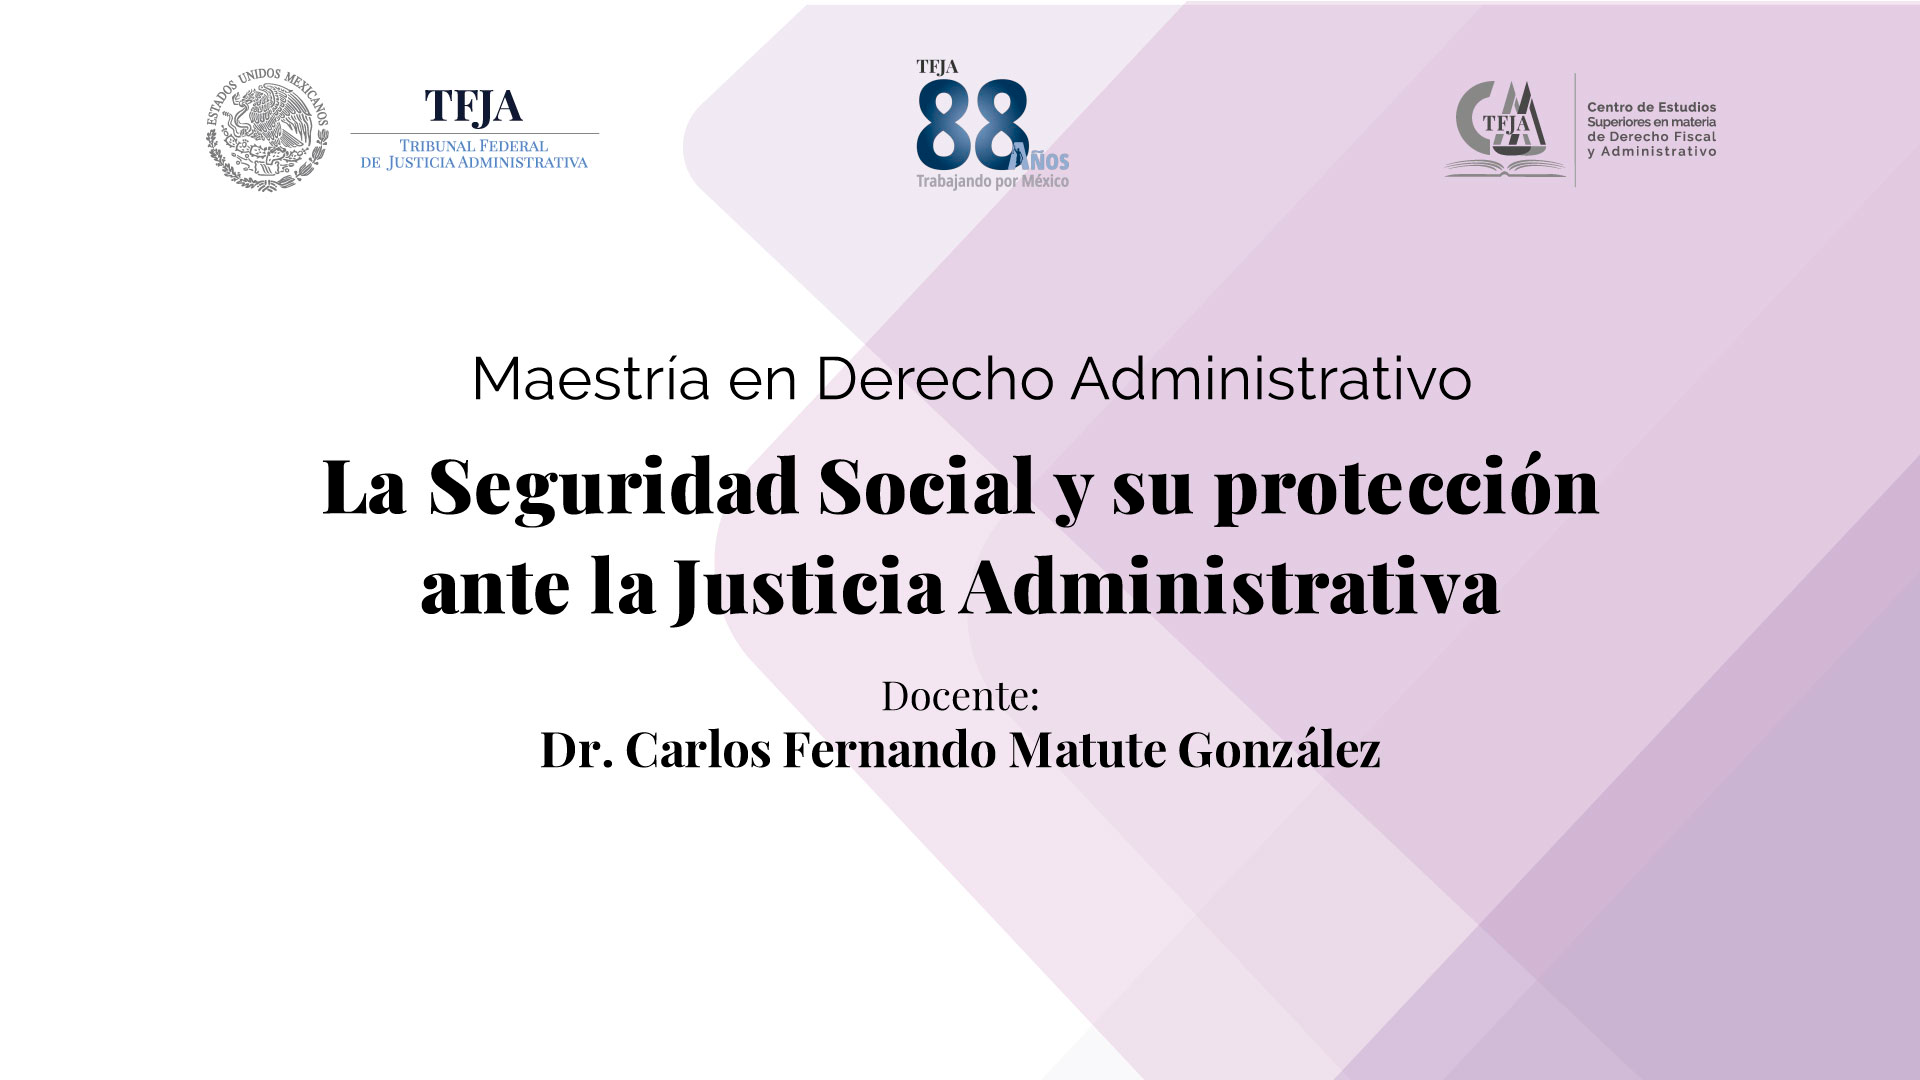 ESTADOS UNIDOS MEXICANOS
TFJA
TRIBUNAL FEDERAL
DE JUSTICIA ADMINISTRATIVA
TFJA
88
AÑOS
Trabajando por México
TFJA
Centro de Estudios
Superiores en materia
de Derecho Fiscal
y Administrativo
Maestría en Derecho Administrativo
La Seguridad Social y su protección
ante la Justicia Administrativa
Docente:
Dr. Carlos Fernando Matute González